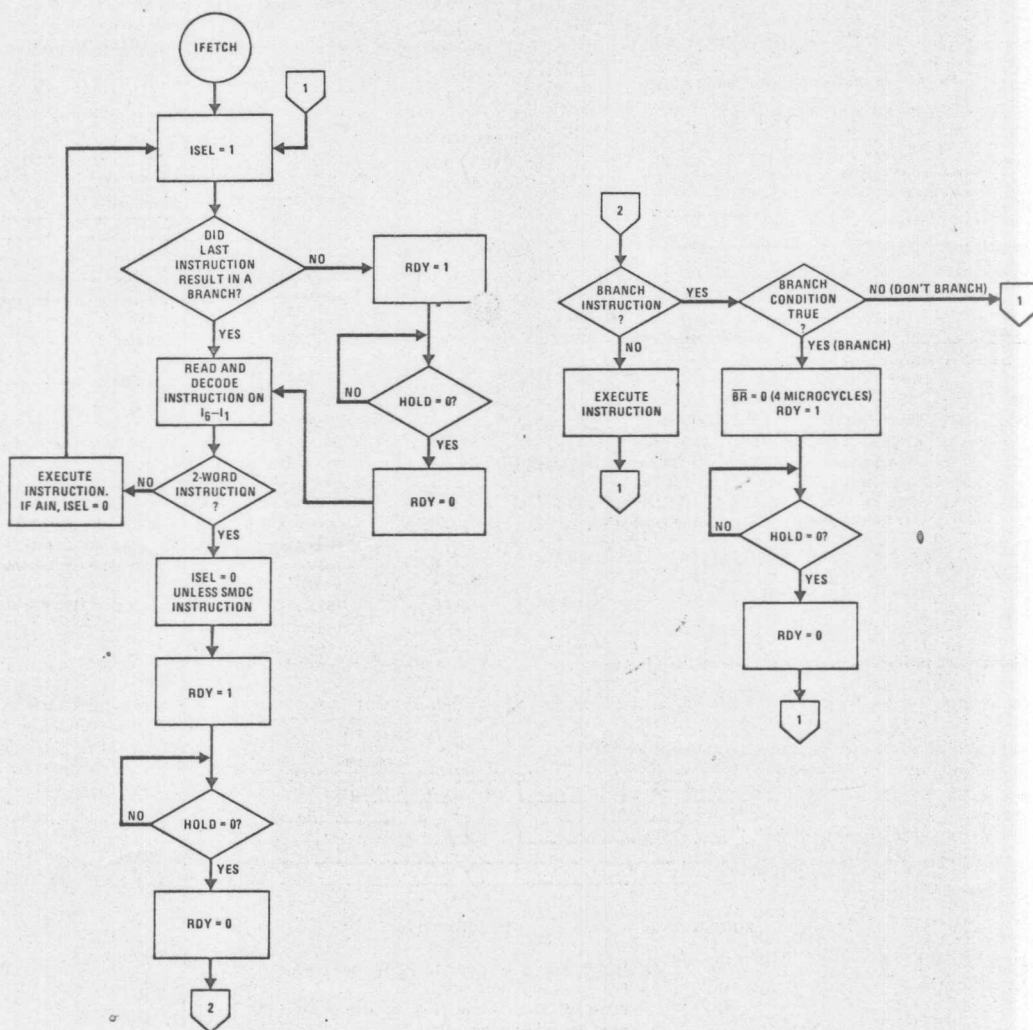 IFETCH
1
ISEL = 1
DID
LAST
INSTRUCTION
RESULT IN A
BRANCH?
NO
RDY = 1
YES
READ AND
DECODE
INSTRUCTION ON
I6–I1
NO
HOLD = 0?
YES
RDY = 0
EXECUTE
INSTRUCTION.
IF AIN, ISEL = 0
NO
2-WORD
INSTRUCTION
?
YES
ISEL = 0
UNLESS SMDC
INSTRUCTION
RDY = 1
NO
HOLD = 0?
YES
RDY = 0
2
2
BRANCH
INSTRUCTION
?
YES
BRANCH
CONDITION
TRUE
?
NO (DON'T BRANCH)
1
NO
EXECUTE
INSTRUCTION
1
YES (BRANCH)
B̅R̅ = 0 (4 MICROCYCLES)
RDY = 1
NO
HOLD = 0?
YES
RDY = 0
1